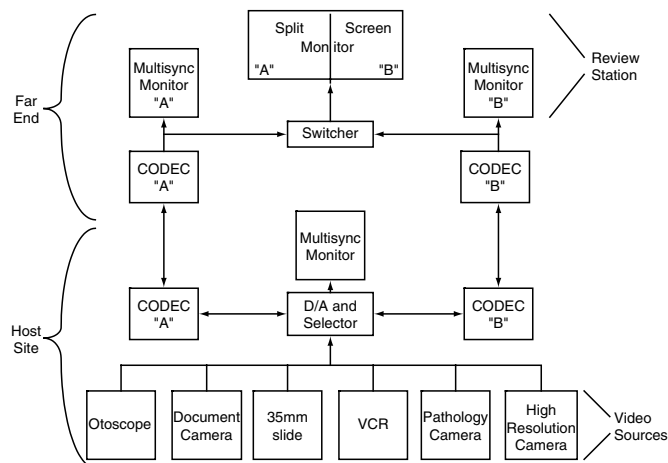 Split Screen
Monitor
"A" "B"
Multisync
Monitor
"A"
Multisync
Monitor
"B"
Review
Station
Far
End
Switcher
CODEC
"A"
CODEC
"B"
Multisync
Monitor
Host
Site
CODEC
"A"
D/A and
Selector
CODEC
"B"
Otoscope
Document
Camera
35mm
slide
VCR
Pathology
Camera
High
Resolution
Camera
Video
Sources